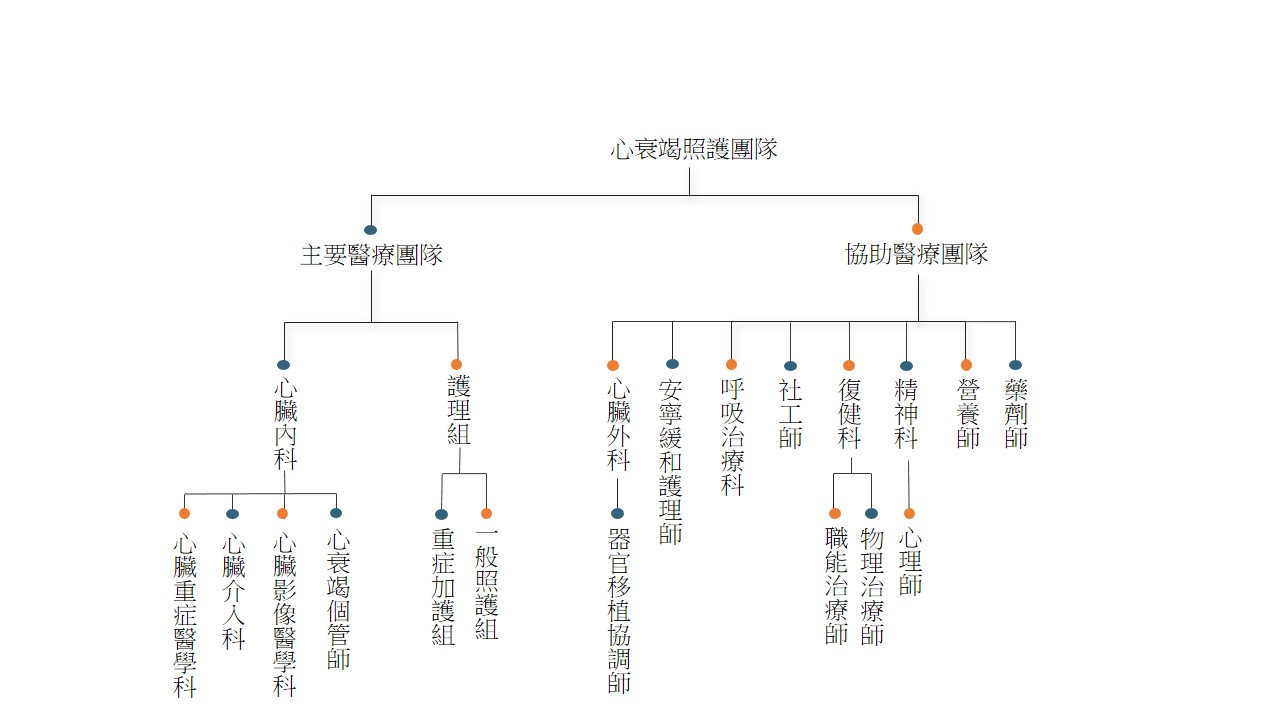 心衰竭照護團隊
主要醫療團隊
協助醫療團隊
心臟內科
護理組
心臟外科
安寧緩和護理師
呼吸治療科
社工師
復健科
精神科
營養師
藥劑師
心臟重症醫學科
心臟介入科
心臟影像醫學科
心衰竭個管師
重症加護組
一般照護組
器官移植協調師
職能治療師
物理治療師
心理師